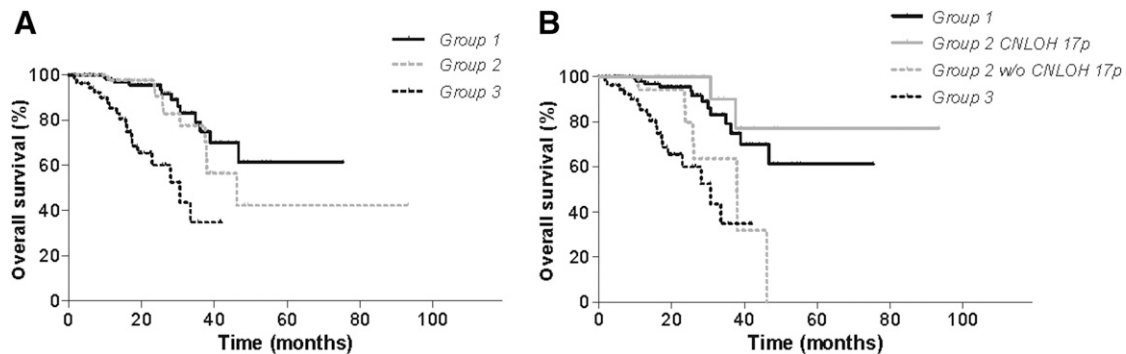 A
Group 1
Group 2
Group 3
Overall survival (%)
100
80
60
40
20
0
0 20 40 60 80 100
Time (months)
B
Group 1
Group 2 CNLOH 17p
Group 2 w/o CNLOH 17p
Group 3
Overall survival (%)
100
80
60
40
20
0
0 20 40 60 80 100
Time (months)